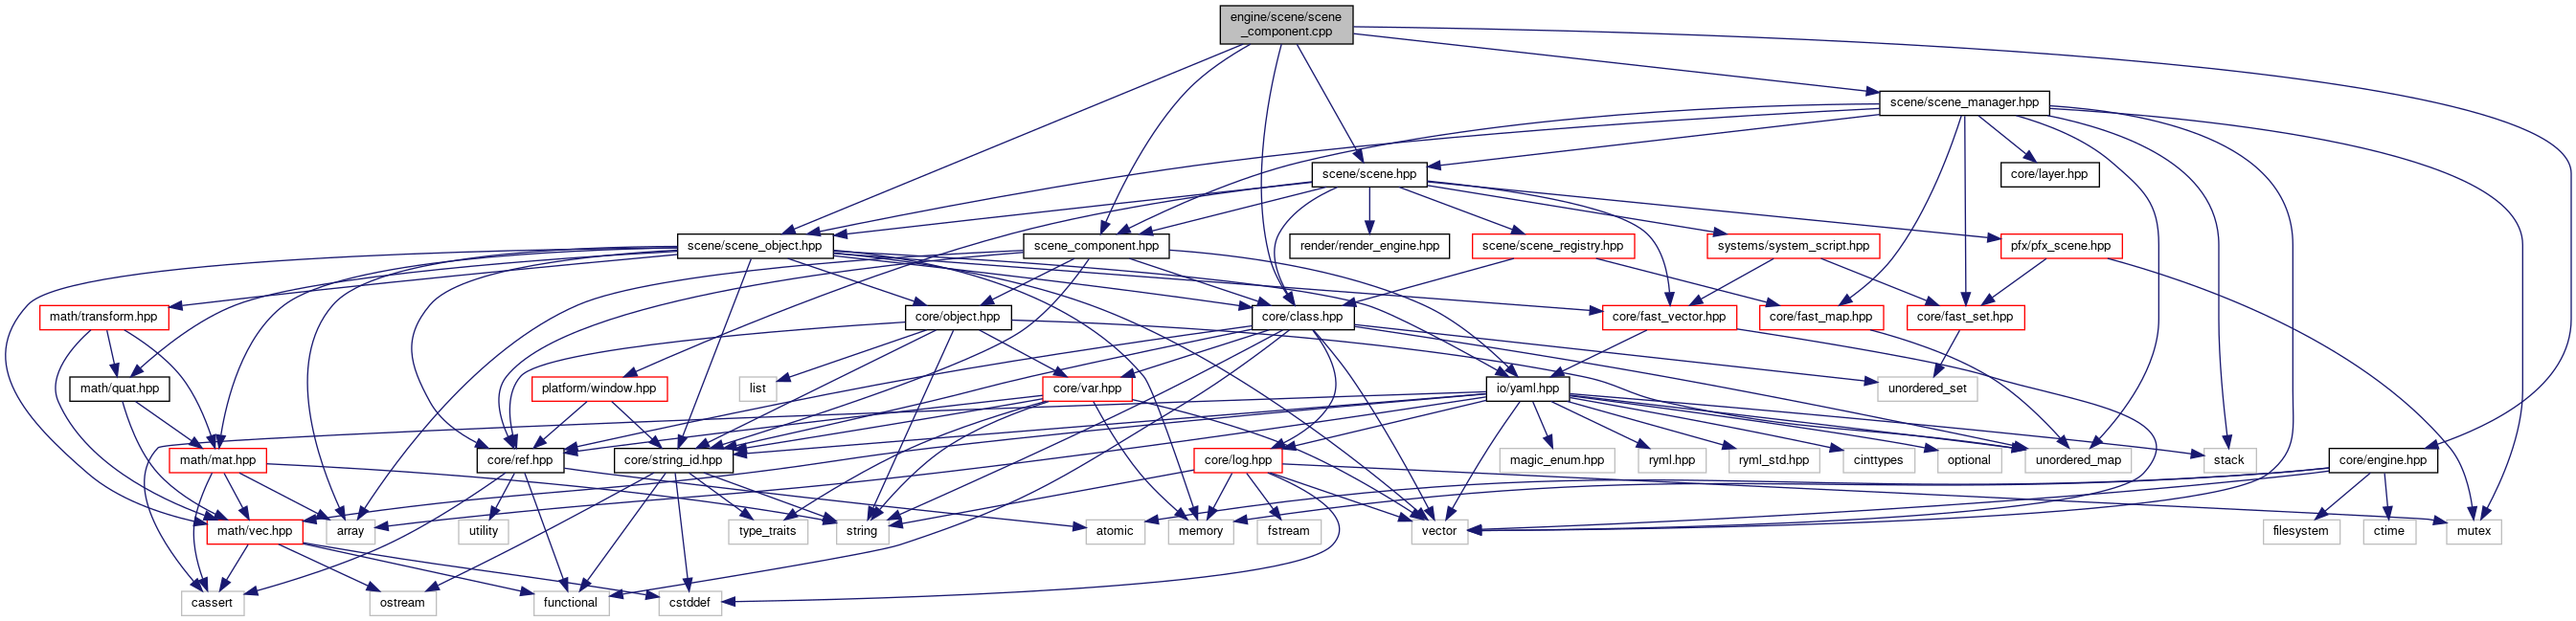 engine/scene/scene
_component.cpp
scene/scene_manager.hpp
scene/scene.hpp
core/layer.hpp
scene/scene_object.hpp
scene_component.hpp
render/render_engine.hpp
scene/scene_registry.hpp
systems/system_script.hpp
pfx/pfx_scene.hpp
math/transform.hpp
core/object.hpp
core/class.hpp
core/fast_vector.hpp
core/fast_map.hpp
core/fast_set.hpp
math/quat.hpp
list
platform/window.hpp
core/var.hpp
io/yaml.hpp
unordered_set
math/mat.hpp
core/ref.hpp
core/string_id.hpp
core/log.hpp
magic_enum.hpp
ryml.hpp
ryml_std.hpp
cinttypes
optional
unordered_map
stack
core/engine.hpp
math/vec.hpp
array
utility
type_traits
string
atomic
memory
fstream
vector
filesystem
ctime
mutex
cassert
ostream
functional
cstddef